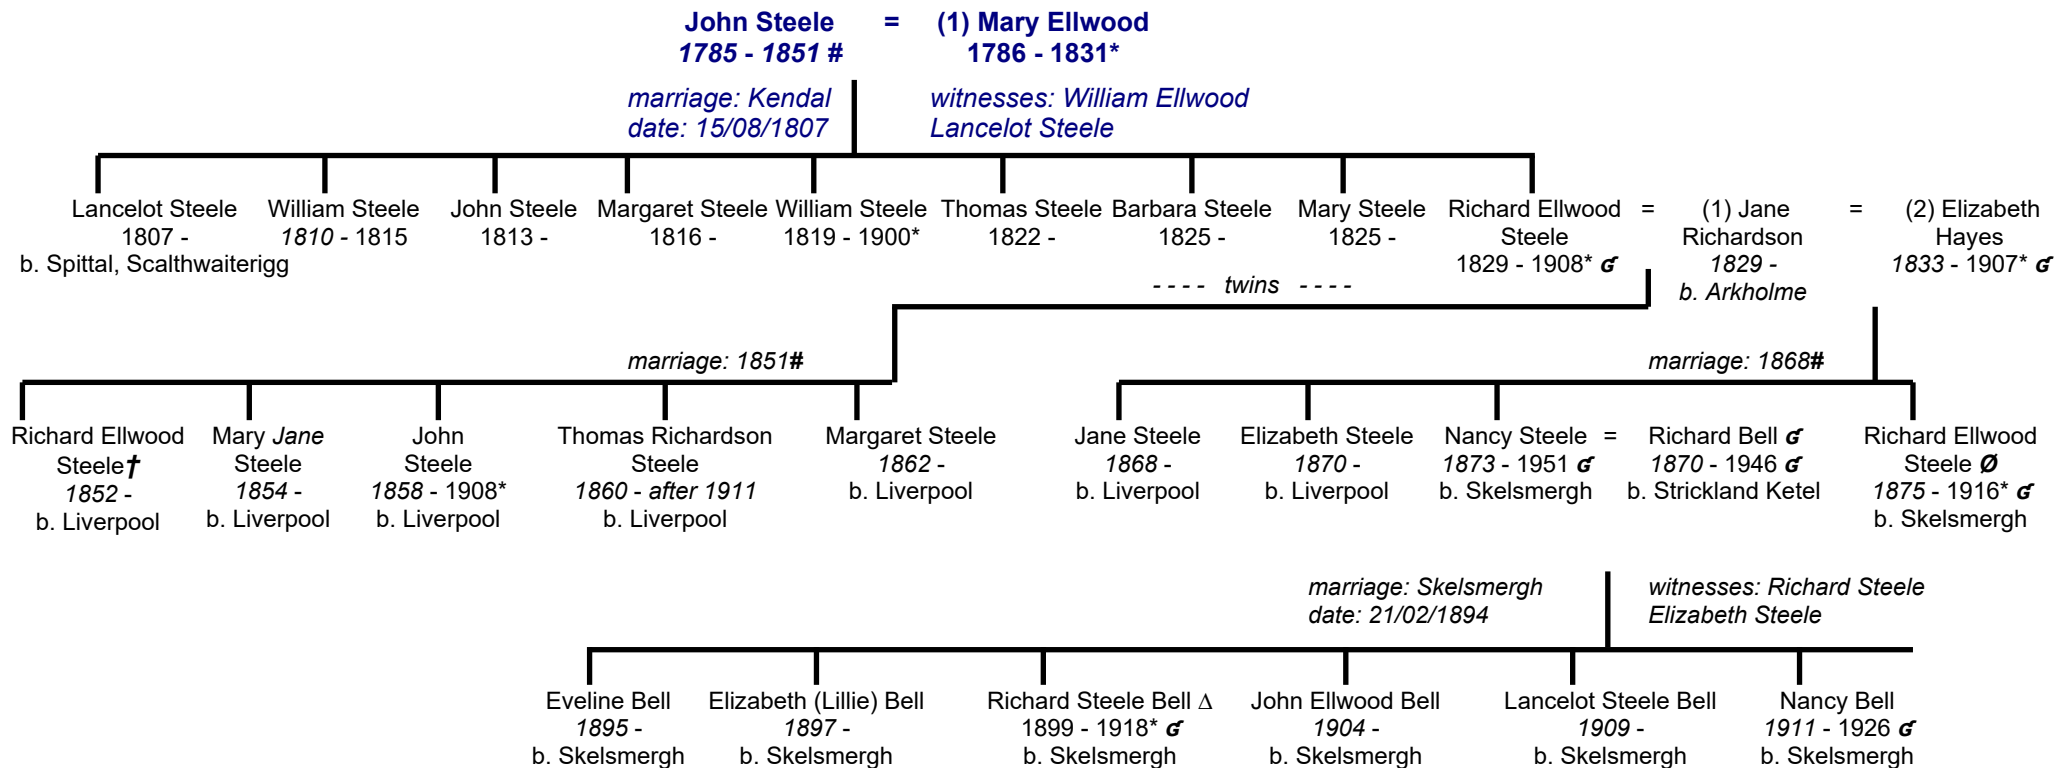 John Steele = (1) Mary Ellwood
1785 - 1851 # 1786 - 1831*
marriage: Kendal witnesses: William Ellwood
date: 15/08/1807 Lancelot Steele
Lancelot Steele William Steele John Steele Margaret Steele William Steele Thomas Steele Barbara Steele Mary Steele Richard Ellwood = (1) Jane = (2) Elizabeth
1807 - 1810 - 1815 1813 - 1816 - 1819 - 1900* 1822 - 1825 - 1825 - Steele Richardson Hayes
b. Spittal, Scalthwaiterigg 1829 - 1908* G 1829 - 1833 - 1907* G
- - - - twins - - - - b. Arkholme
marriage: 1851# marriage: 1868#
Richard Ellwood Mary Jane John Thomas Richardson Margaret Steele Jane Steele Elizabeth Steele Nancy Steele = Richard Bell G Richard Ellwood
Steele† Steele Steele Steele 1862 - 1868 - 1870 - 1873 - 1951 G 1870 - 1946 G Steele Ø
1852 - 1854 - 1858 - 1908* 1860 - after 1911 b. Liverpool b. Liverpool b. Liverpool b. Skelsmergh b. Strickland Ketel 1875 - 1916* G
b. Liverpool b. Liverpool b. Liverpool b. Liverpool b. Skelsmergh
marriage: Skelsmergh witnesses: Richard Steele
date: 21/02/1894 Elizabeth Steele
Eveline Bell Elizabeth (Lillie) Bell Richard Steele Bell Δ John Ellwood Bell Lancelot Steele Bell Nancy Bell
1895 - 1897 - 1899 - 1918* G 1904 - 1909 - 1911 - 1926 G
b. Skelsmergh b. Skelsmergh b. Skelsmergh b. Skelsmergh b. Skelsmergh b. Skelsmergh